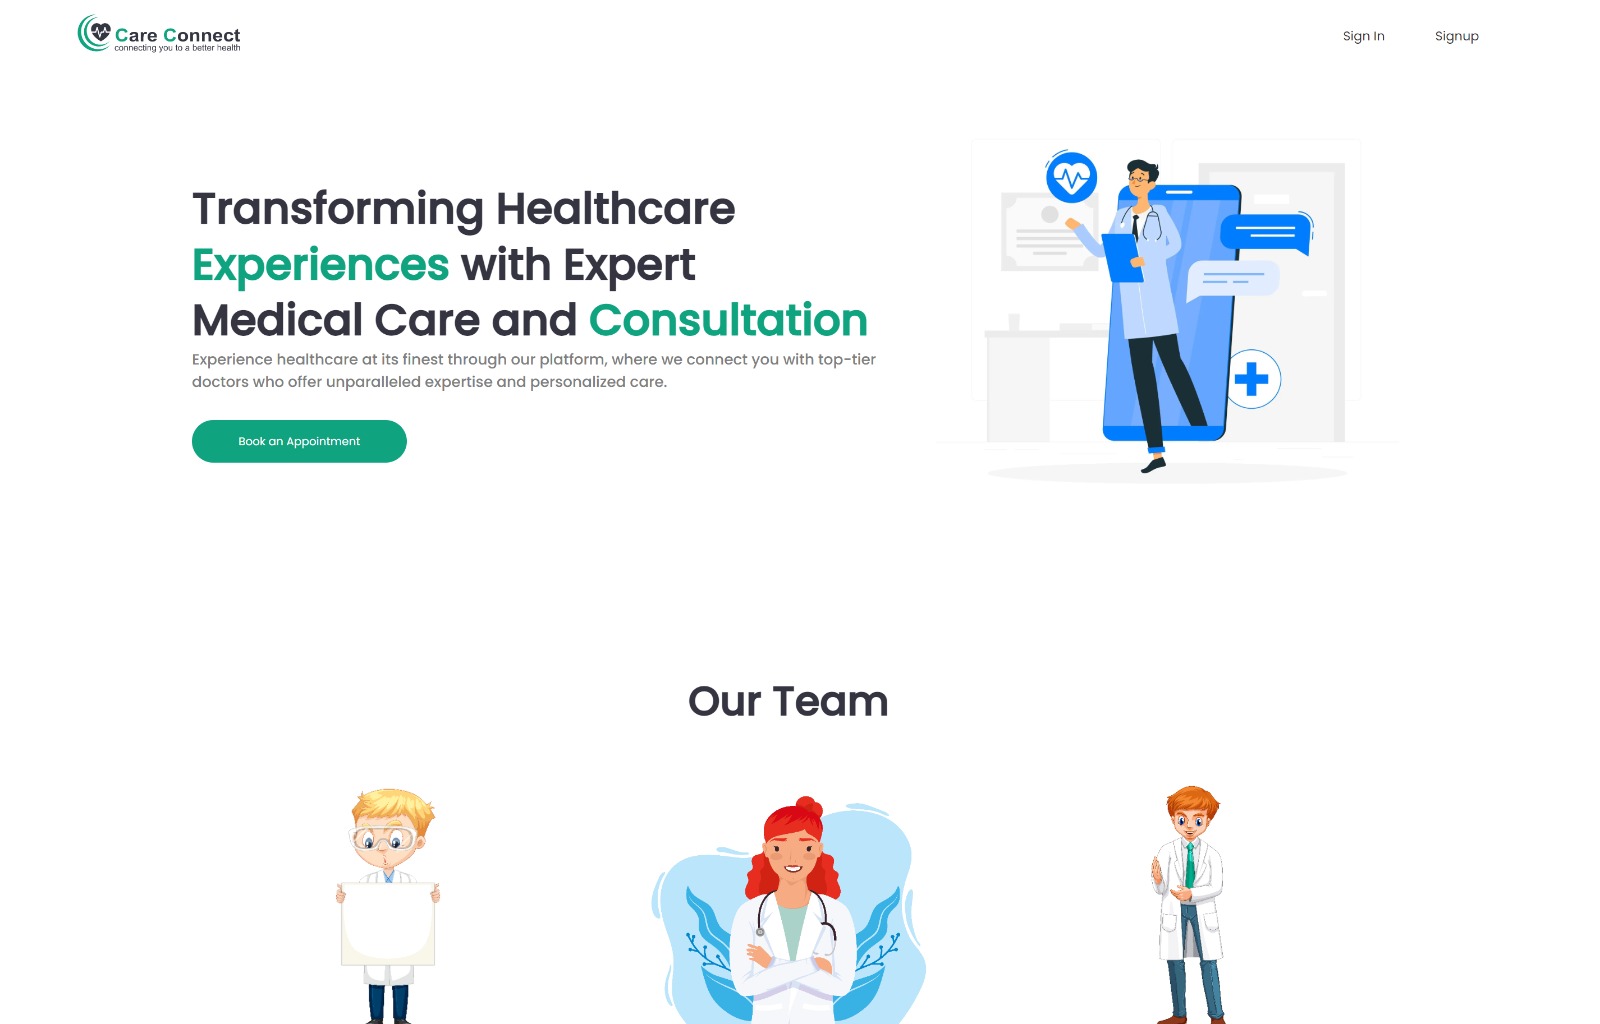 Care Connect
connecting you to a better health
Sign In
Signup
Transforming Healthcare
Experiences with Expert
Medical Care and Consultation
Experience healthcare at its finest through our platform, where we connect you with top-tier
doctors who offer unparalleled expertise and personalized care.
Book an Appointment
Our Team